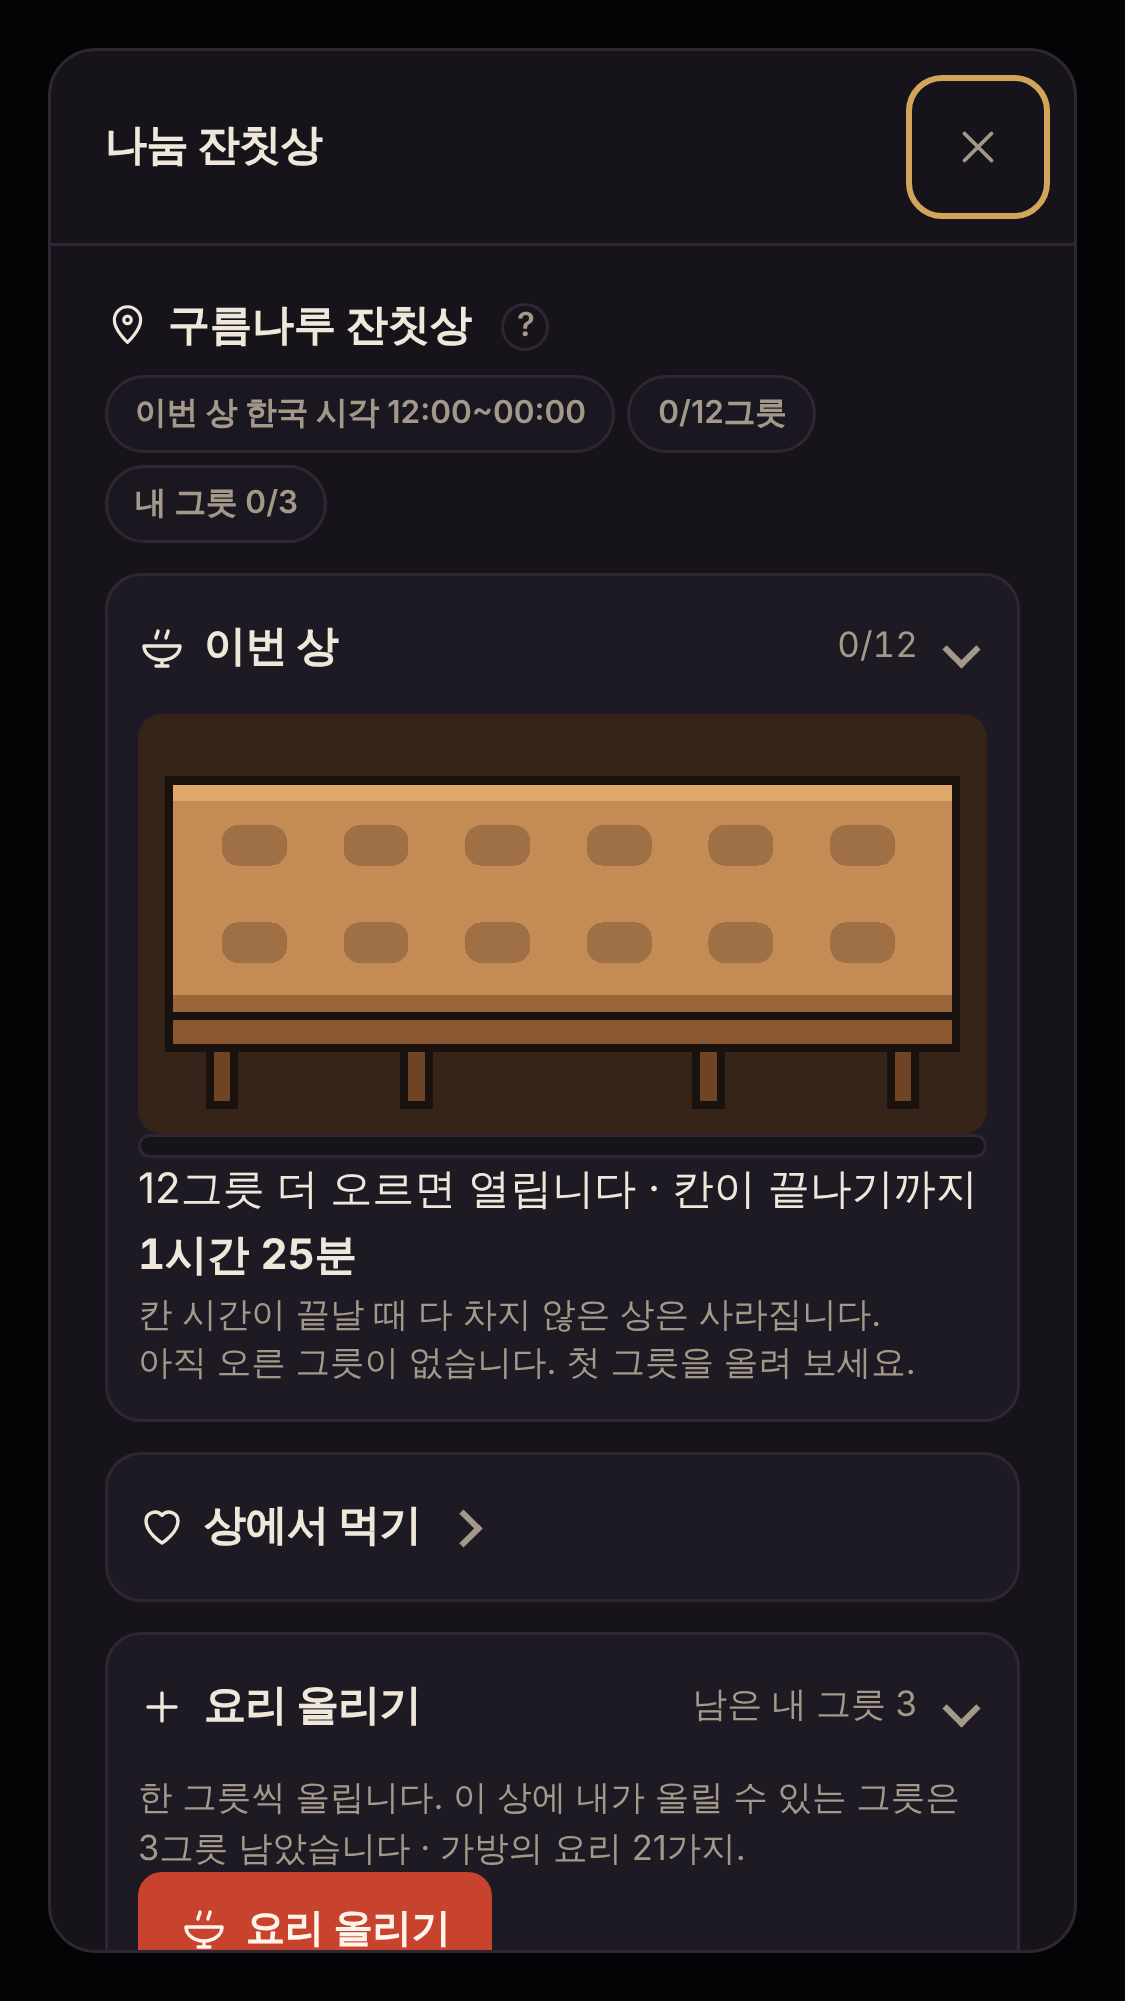 나눔 잔칫상
구름나루 잔칫상 ?
이번 상 한국 시각 12:00~00:00
0/12그릇
내 그릇 0/3
이번 상
0/12
12그릇 더 오르면 열립니다 · 칸이 끝나기까지
1시간 25분
칸 시간이 끝날 때 다 차지 않은 상은 사라집니다.
아직 오른 그릇이 없습니다. 첫 그릇을 올려 보세요.
상에서 먹기
요리 올리기
남은 내 그릇 3
한 그릇씩 올립니다. 이 상에 내가 올릴 수 있는 그릇은
3그릇 남았습니다 · 가방의 요리 21가지.
요리 올리기